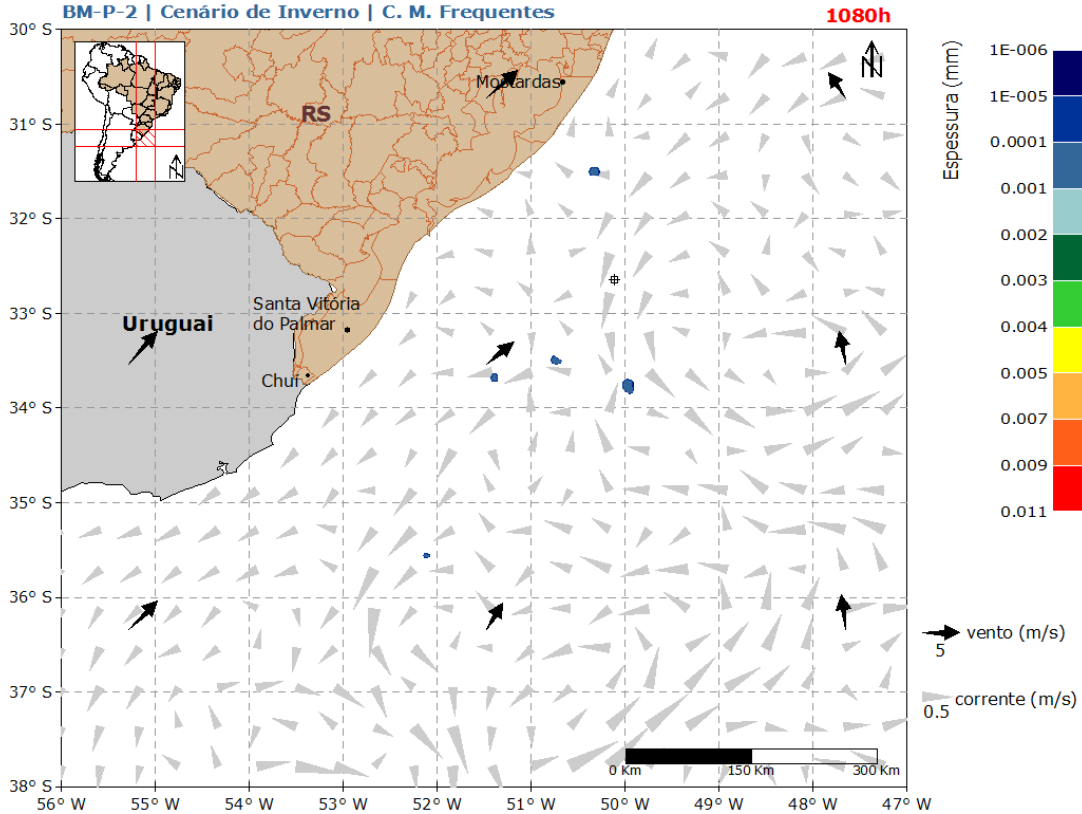 BM-P-2 | Cenário de Inverno | C. M. Frequentes
1080h
30° S
31° S
32° S
33° S
34° S
35° S
36° S
37° S
38° S
N
N
RS
Mostardas
Santa Vitória
do Palmar
Uruguai
Chuí
0 Km
150 Km
300 Km
56° W
55° W
54° W
53° W
52° W
51° W
50° W
49° W
48° W
47° W
Espessura (mm)
1E-006
1E-005
0.0001
0.001
0.002
0.003
0.004
0.005
0.007
0.009
0.011
vento (m/s)
5
corrente (m/s)
0.5